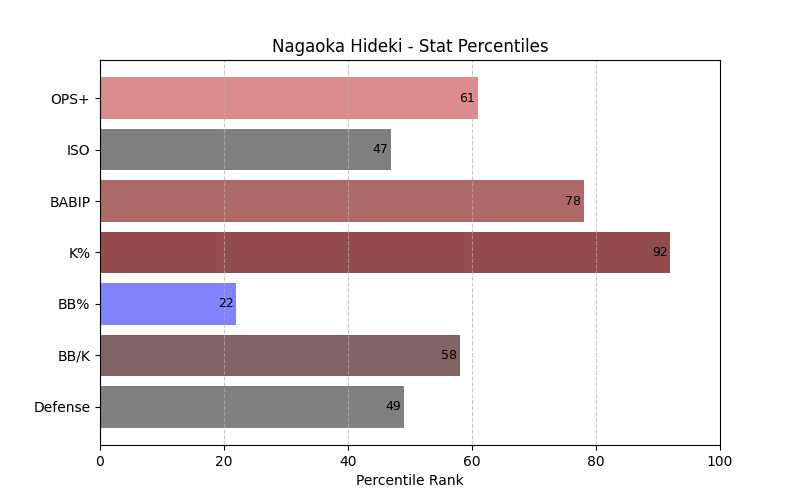 Nagaoka Hideki - Stat Percentiles
OPS+
61
ISO
47
BABIP
78
K%
92
BB%
22
BB/K
58
Defense
49
0 20 40 60 80 100
Percentile Rank